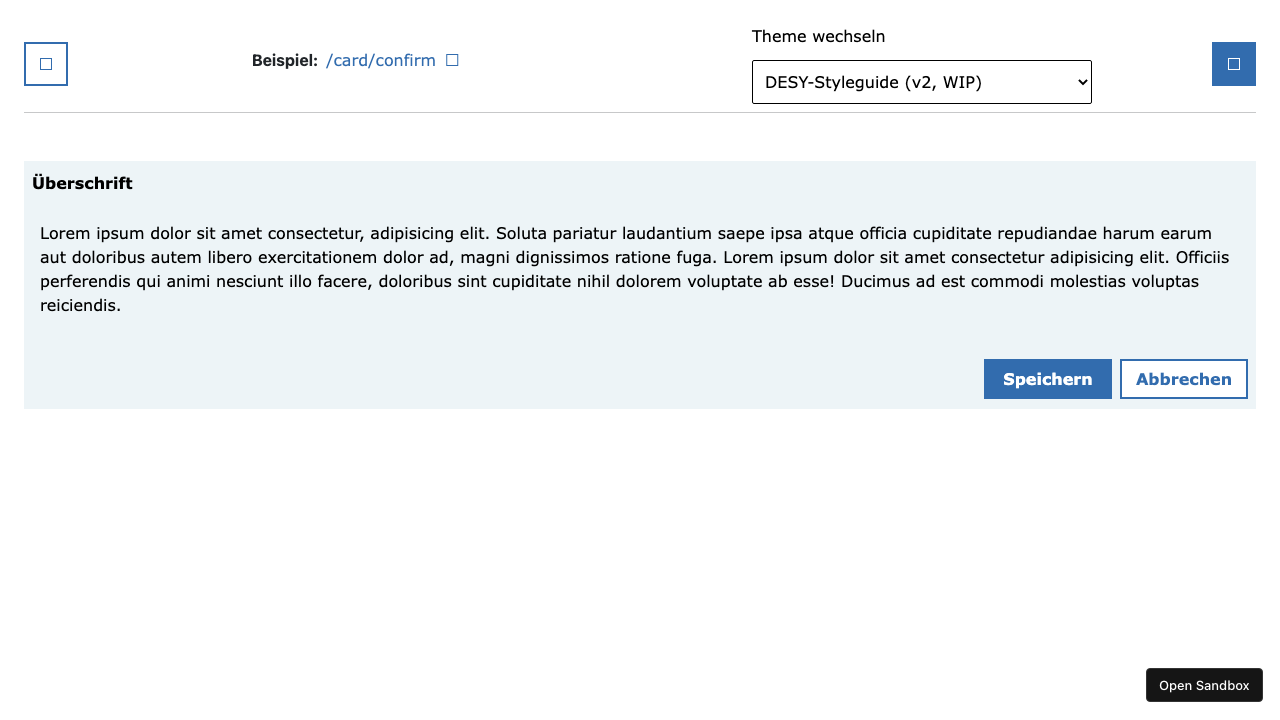 Beispiel: /card/confirm
Theme wechseln
DESY-Styleguide (v2, WIP)
Überschrift
Lorem ipsum dolor sit amet consectetur, adipisicing elit. Soluta pariatur laudantium saepe ipsa atque officia cupiditate repudiandae harum earum
aut doloribus autem libero exercitationem dolor ad, magni dignissimos ratione fuga. Lorem ipsum dolor sit amet consectetur adipisicing elit. Officiis
perferendis qui animi nesciunt illo facere, doloribus sint cupiditate nihil dolorem voluptate ab esse! Ducimus ad est commodi molestias voluptas
reiciendis.
Speichern
Abbrechen
Open Sandbox